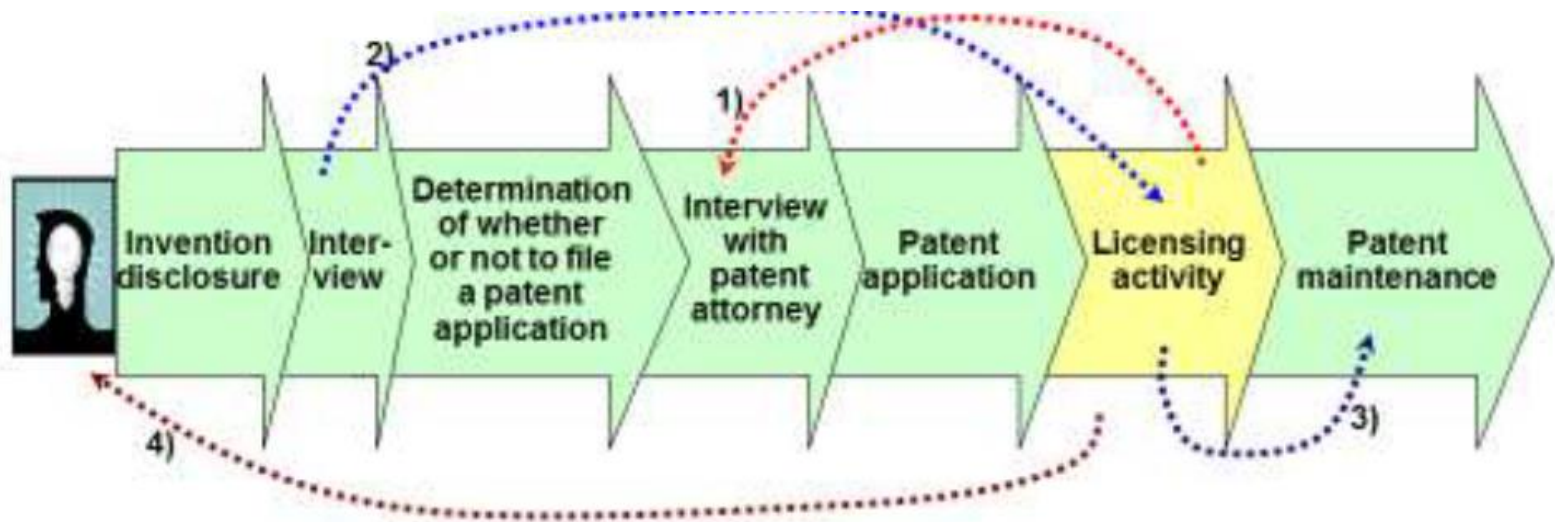 2)
1)
Invention
disclosure
Inter-
view
Determination
of whether
or not to file
a patent
application
Interview
with
patent
attorney
Patent
application
Licensing
activity
Patent
maintenance
3)
4)